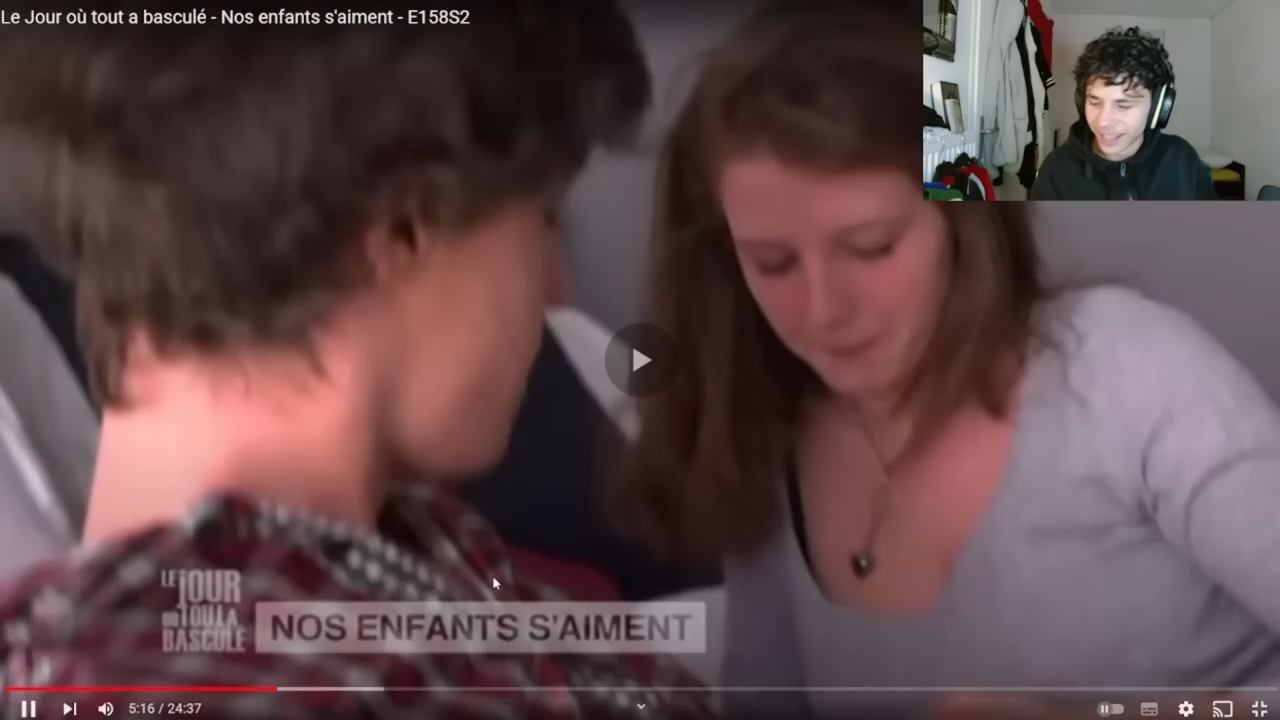 Le Jour où tout a basculé - Nos enfants s'aiment - E158S2
LE
JOUR
OÙ TOUT A
BASCULÉ
NOS ENFANTS S'AIMENT
5:16 / 24:37